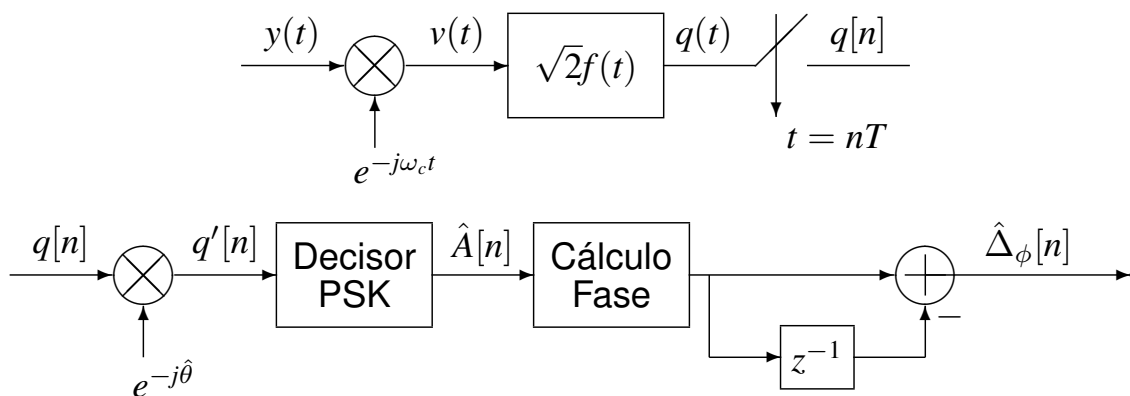 y(t)
v(t)
√2f(t)
q(t)
q[n]
t = nT
e^{-jω_c t}
q[n]
q′[n]
Decisor
PSK
Â[n]
Cálculo
Fase
Δ̂_ϕ[n]
−
z^{-1}
e^{-jθ̂}